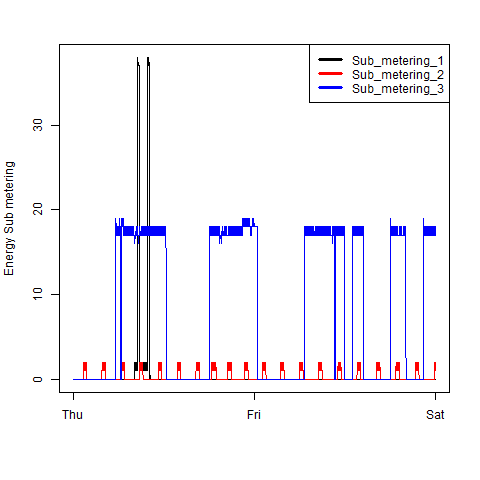 Sub_metering_1
Sub_metering_2
Sub_metering_3
Energy Sub metering
30
20
10
0
Thu Fri Sat